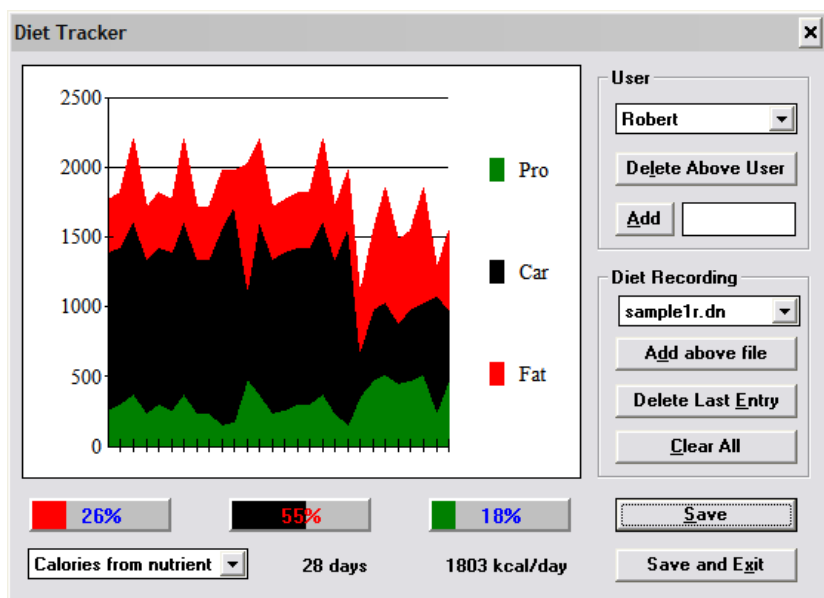 Diet Tracker
2500
2000
1500
1000
500
0
Pro
Car
Fat
26%
55%
18%
Calories from nutrient
28 days
1803 kcal/day
User
Robert
Delete Above User
Add
Diet Recording
sample1r.dn
Add above file
Delete Last Entry
Clear All
Save
Save and Exit